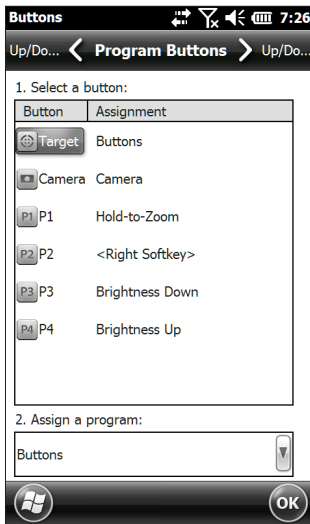 Buttons 7:26
Up/Do... Program Buttons Up/Do...
1. Select a button:
Button Assignment
Target Buttons
Camera Camera
P1 P1 Hold-to-Zoom
P2 P2 <Right Softkey>
P3 P3 Brightness Down
P4 P4 Brightness Up
2. Assign a program:
Buttons
OK